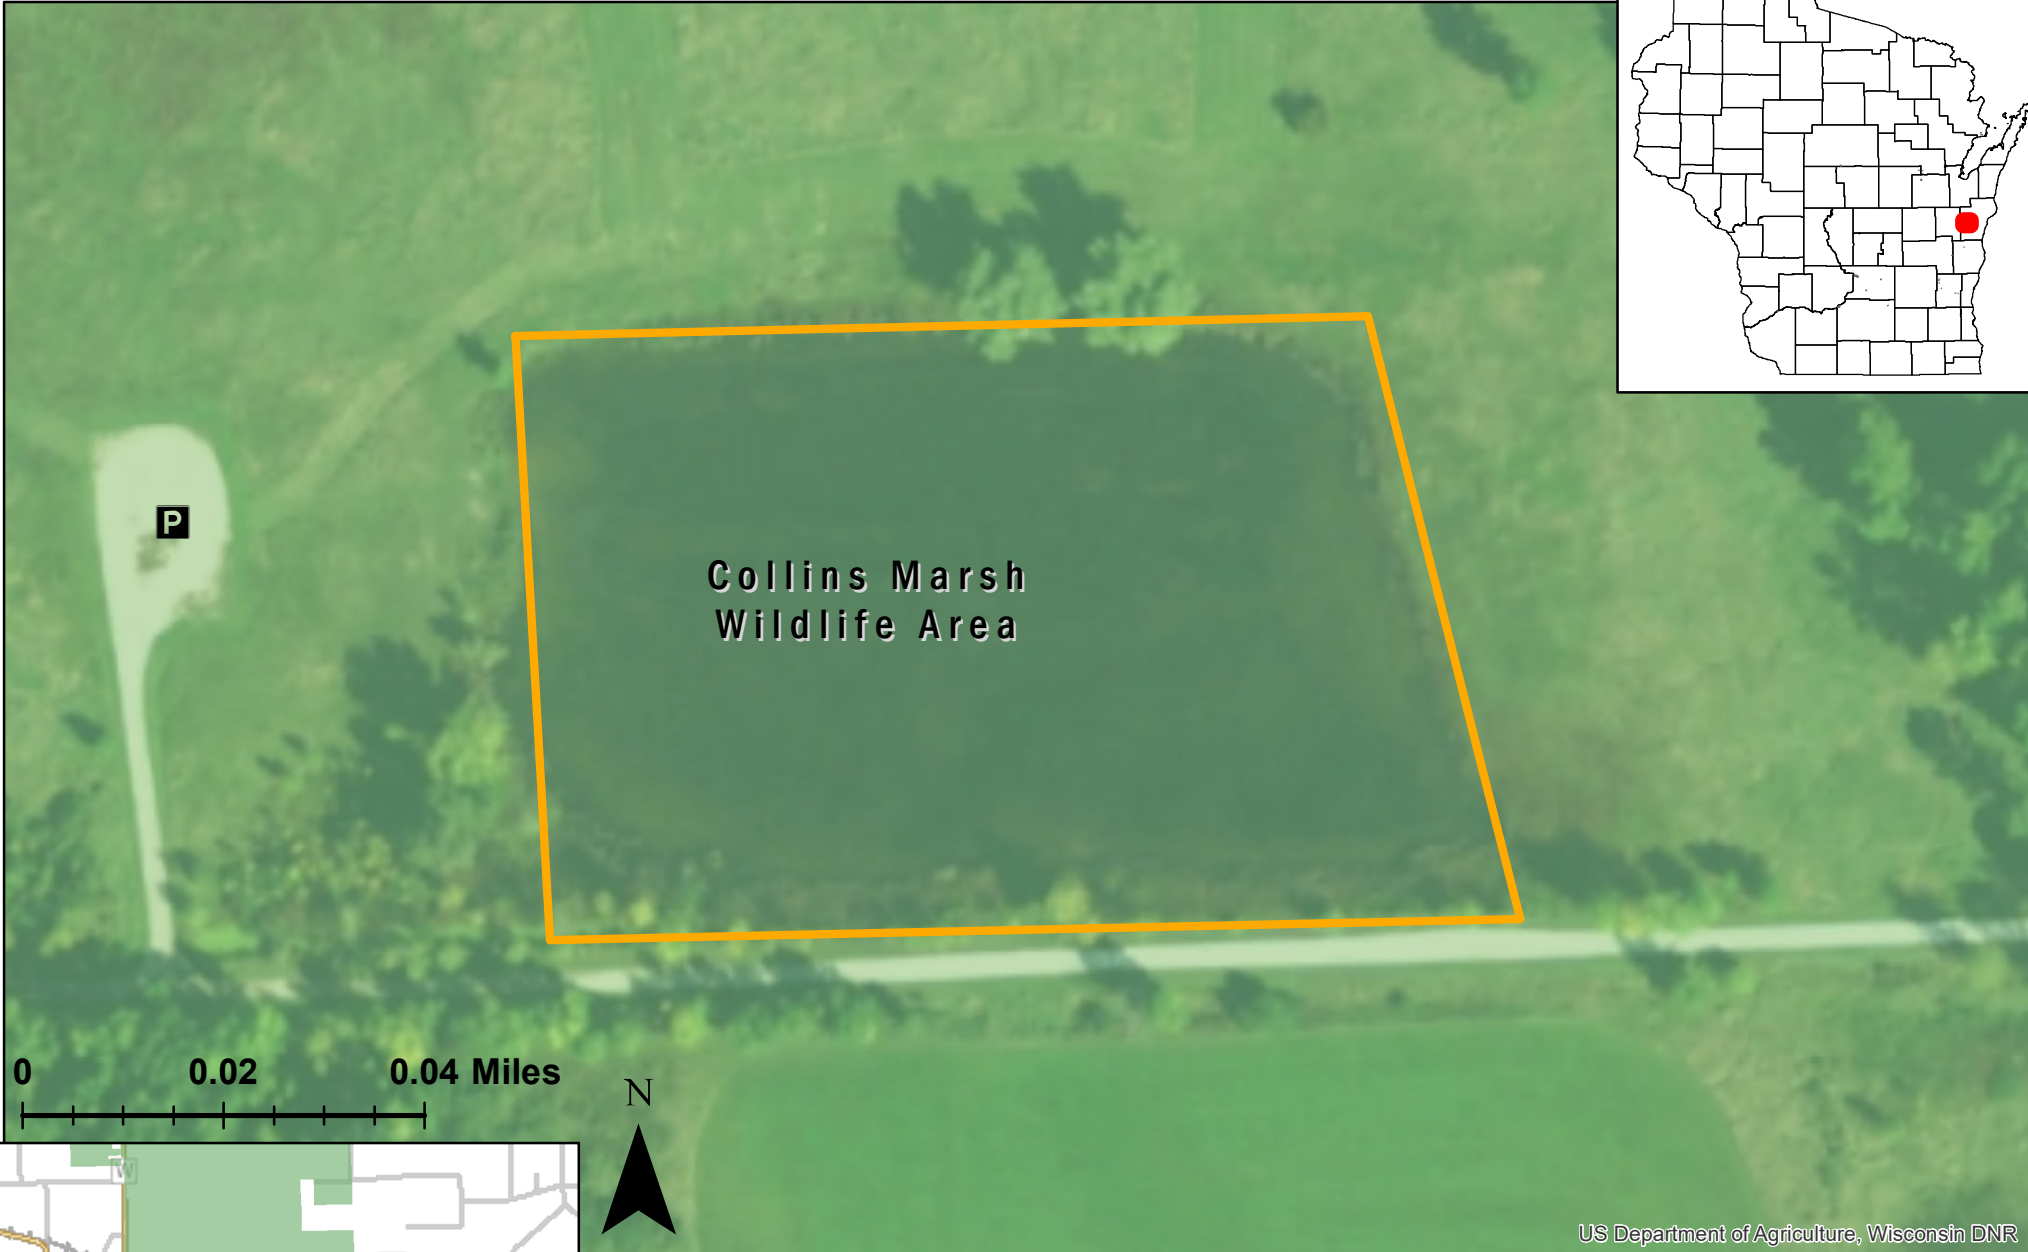 P
Collins Marsh
Wildlife Area
0 0.02 0.04 Miles
N
W
US Department of Agriculture, Wisconsin DNR